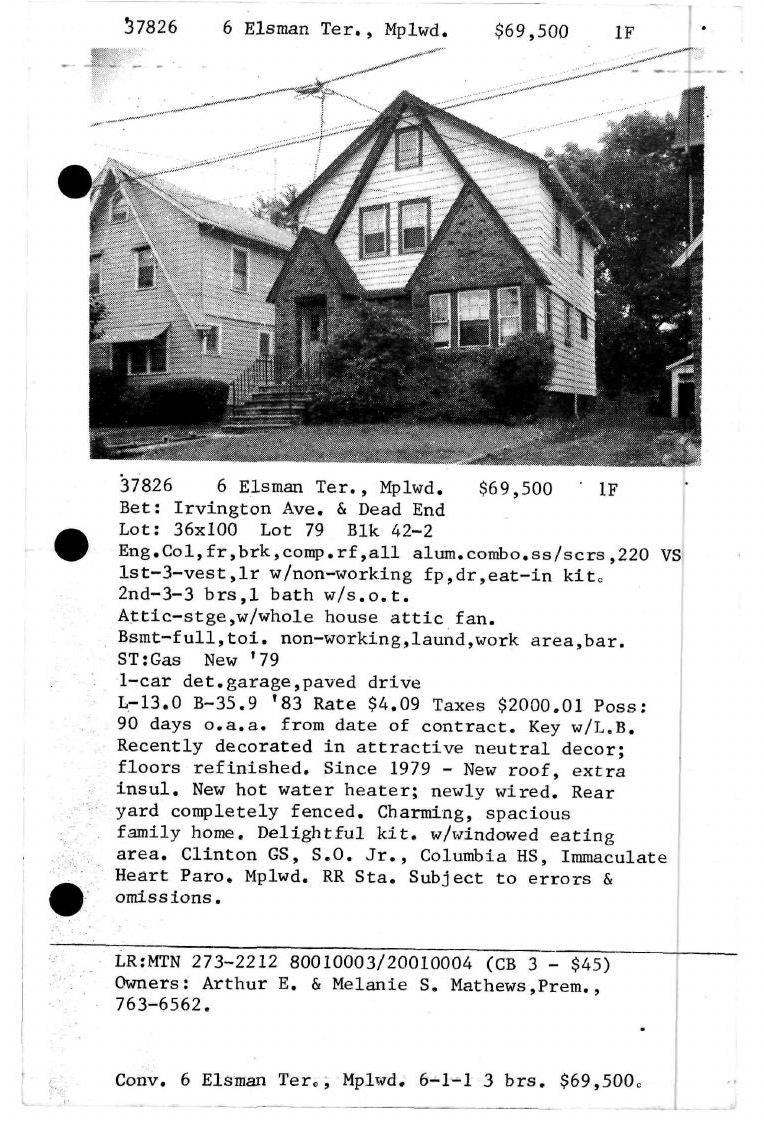 37826 6 Elsman Ter., Mplwd. $69,500 1F
37826 6 Elsman Ter., Mplwd. $69,500 1F
Bet: Irvington Ave. & Dead End
Lot: 36x100 Lot 79 Blk 42-2
Eng.Col,fr,brk,comp.rf,all alum.combo.ss/scrs,220 VS
1st-3-vest,lr w/non-working fp,dr,eat-in kit.
2nd-3-3 brs,1 bath w/s.o.t.
Attic-stge,w/whole house attic fan.
Bsmt-full,toi. non-working,laund,work area,bar.
ST:Gas New '79
1-car det.garage,paved drive
L-13.0 B-35.9 '83 Rate $4.09 Taxes $2000.01 Poss:
90 days o.a.a. from date of contract. Key w/L.B.
Recently decorated in attractive neutral decor;
floors refinished. Since 1979 - New roof, extra
insul. New hot water heater; newly wired. Rear
yard completely fenced. Charming, spacious
family home. Delightful kit. w/windowed eating
area. Clinton GS, S.O. Jr., Columbia HS, Immaculate
Heart Paro. Mplwd. RR Sta. Subject to errors &
omissions.
LR:MTN 273-2212 80010003/20010004 (CB 3 - $45)
Owners: Arthur E. & Melanie S. Mathews,Prem.,
763-6562.
Conv. 6 Elsman Ter., Mplwd. 6-1-1 3 brs. $69,500.